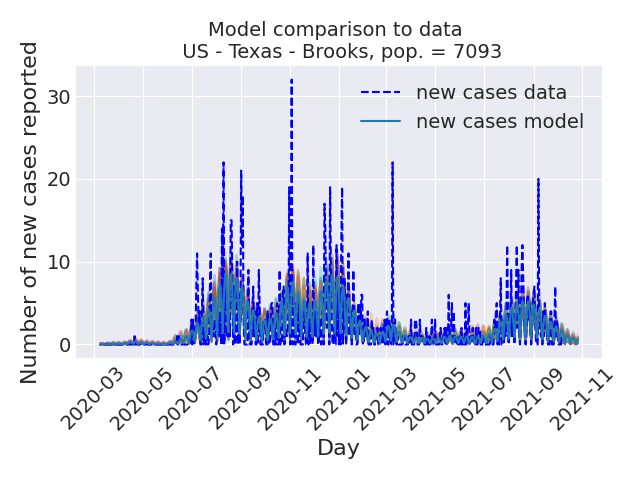 Model comparison to data
US - Texas - Brooks, pop. = 7093
Number of new cases reported
30
20
10
0
new cases data
new cases model
2020-03
2020-05
2020-07
2020-09
2020-11
2021-01
2021-03
2021-05
2021-07
2021-09
2021-11
Day